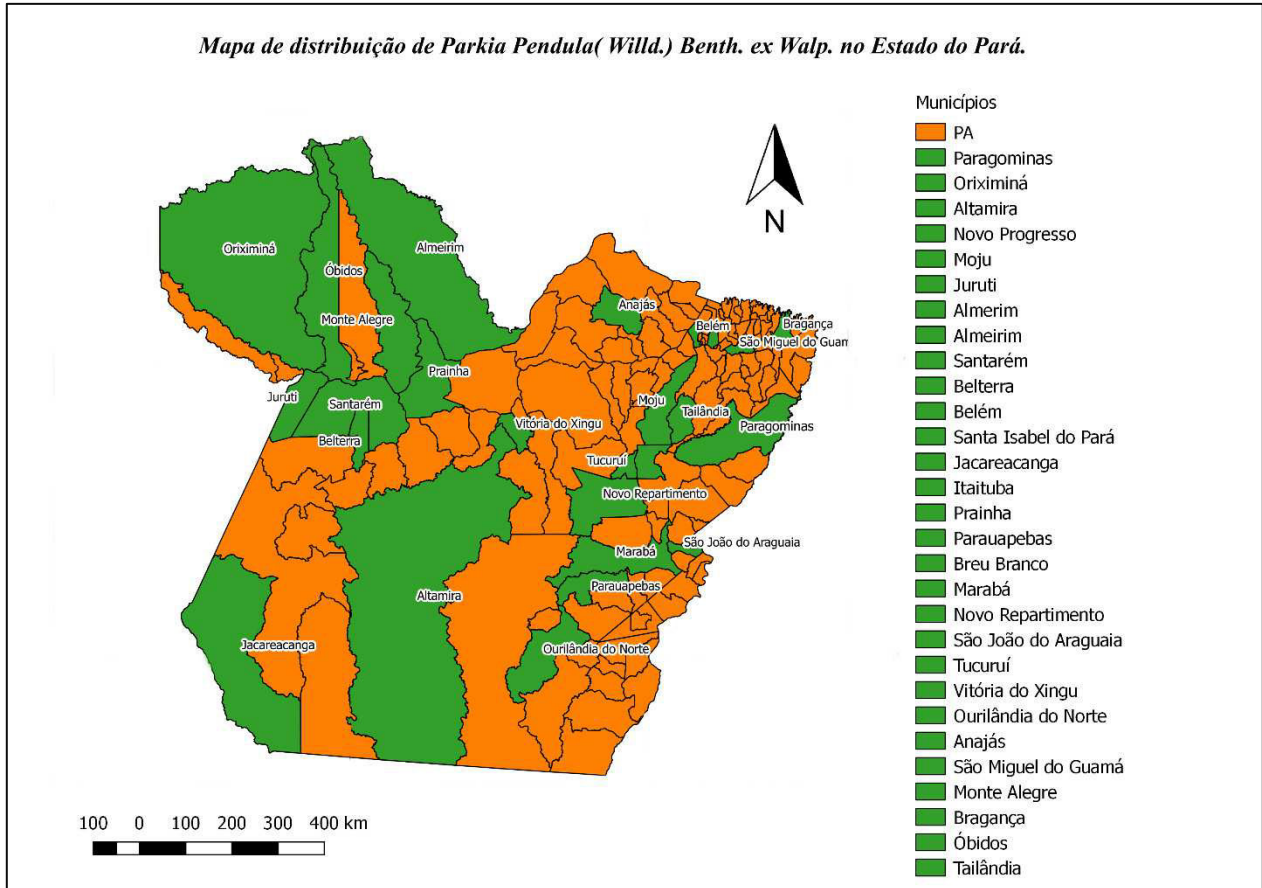 Mapa de distribuição de Parkia Pendula( Willd.) Benth. ex Walp. no Estado do Pará.
Municípios
PA
Paragominas
Oriximiná
Altamira
Novo Progresso
Moju
Juruti
Almerim
Almeirim
Santarém
Belterra
Belém
Santa Isabel do Pará
Jacareacanga
Itaituba
Prainha
Parauapebas
Breu Branco
Marabá
Novo Repartimento
São João do Araguaia
Tucuruí
Vitória do Xingu
Ourilândia do Norte
Anajás
São Miguel do Guamá
Monte Alegre
Bragança
Óbidos
Tailândia
N
Oriximiná
Almeirim
Óbidos
Anajás
Monte Alegre
Belém
Bragança
São Miguel do Guam
Prainha
Juruti
Santarém
Moju
Tailândia
Belterra
Vitória do Xingu
Paragominas
Tucuruí
Novo Repartimento
São João do Araguaia
Marabá
Parauapebas
Altamira
Jacareacanga
Ourilândia do Norte
100 0 100 200 300 400 km